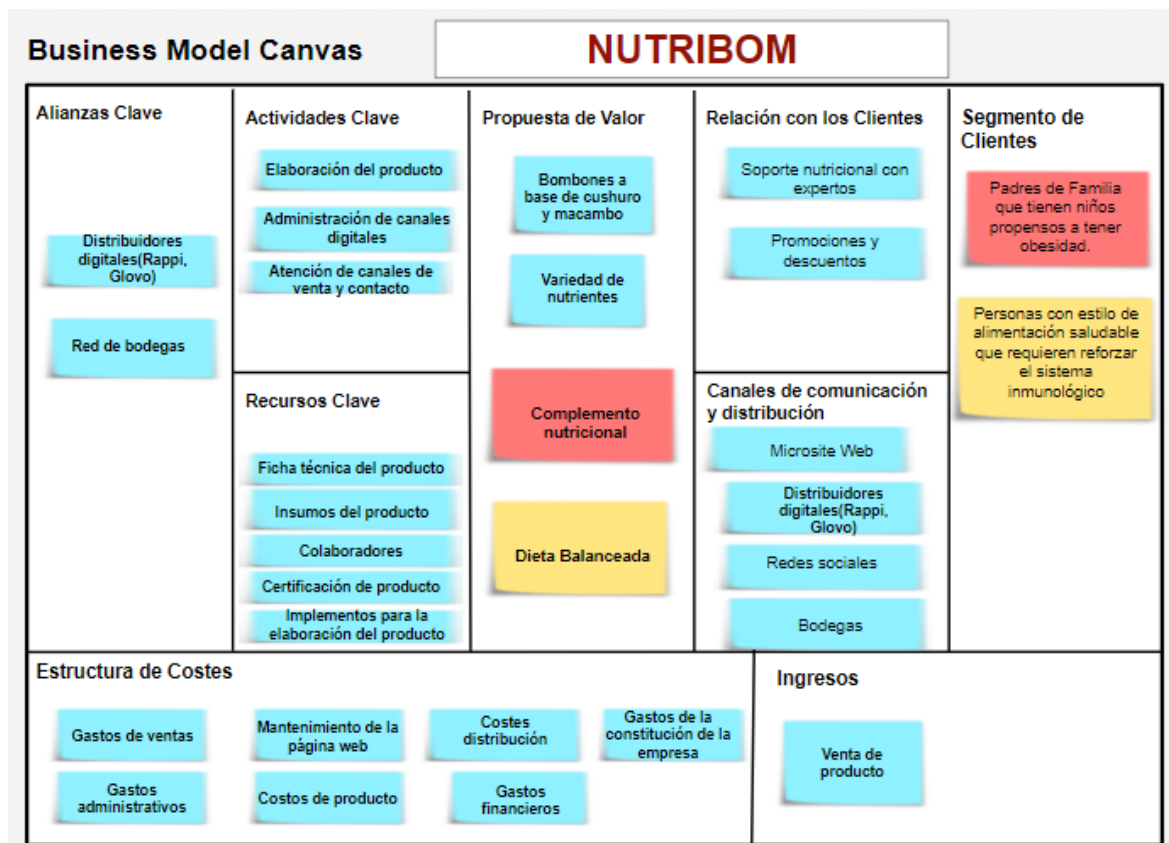 Business Model Canvas
NUTRIBOM
Alianzas Clave
Distribuidores
digitales(Rappi,
Glovo)
Red de bodegas
Actividades Clave
Elaboración del producto
Administración de canales
digitales
Atención de canales de
venta y contacto
Recursos Clave
Ficha técnica del producto
Insumos del producto
Colaboradores
Certificación de producto
Implementos para la
elaboración del producto
Propuesta de Valor
Bombones a
base de cushuro
y macambo
Variedad de
nutrientes
Complemento
nutricional
Dieta Balanceada
Relación con los Clientes
Soporte nutricional con
expertos
Promociones y
descuentos
Canales de comunicación
y distribución
Microsite Web
Distribuidores
digitales(Rappi,
Glovo)
Redes sociales
Bodegas
Segmento de
Clientes
Padres de Familia
que tienen niños
propensos a tener
obesidad.
Personas con estilo de
alimentación saludable
que requieren reforzar
el sistema
inmunológico
Estructura de Costes
Gastos de ventas
Mantenimiento de la
página web
Costes
distribución
Gastos de la
constitución de la
empresa
Gastos
administrativos
Costos de producto
Gastos
financieros
Ingresos
Venta de
producto